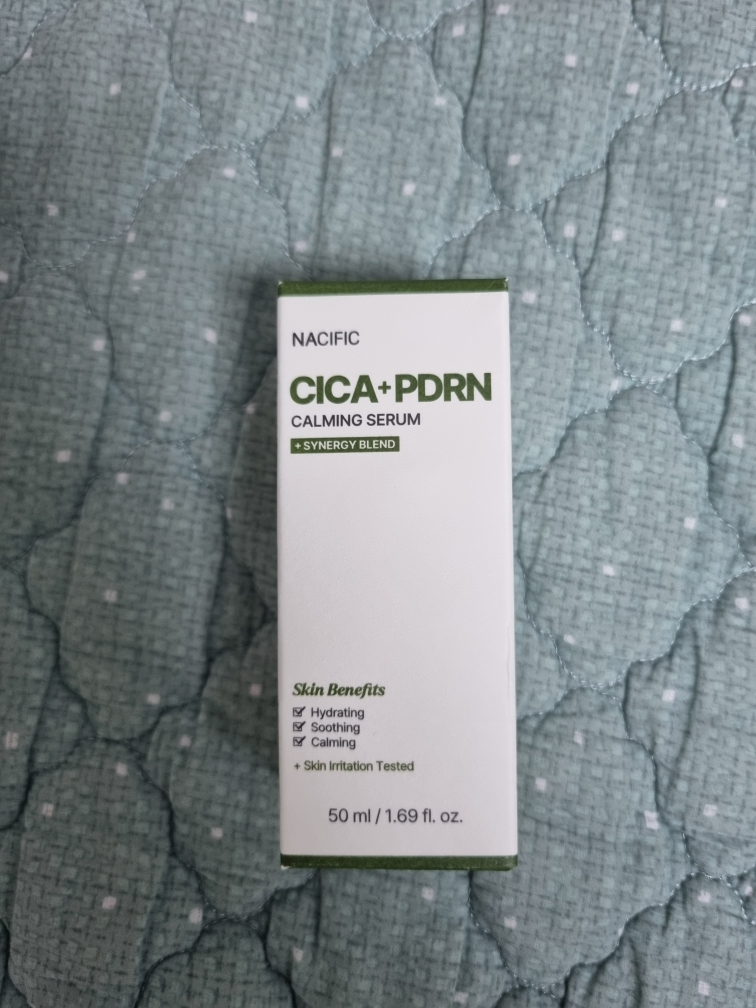 NACIFIC
CICA+PDRN
CALMING SERUM
+ SYNERGY BLEND
Skin Benefits
☑ Hydrating
☑ Soothing
☑ Calming
+ Skin Irritation Tested
50 ml / 1.69 fl. oz.